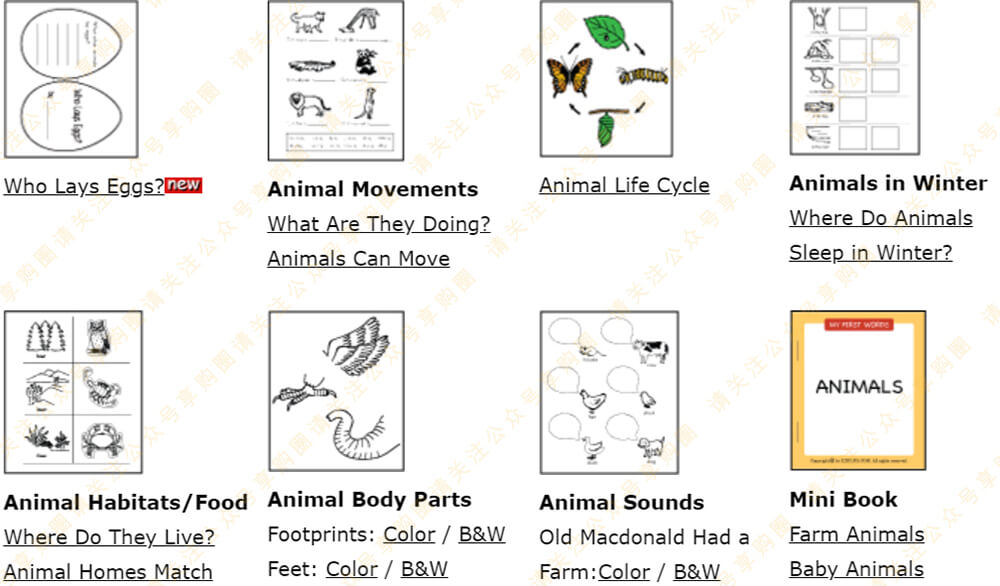 Who Lays Eggs?
Who Lays Eggs? new
Animal Movements
What Are They Doing?
Animals Can Move
Animal Life Cycle
Animals in Winter
Where Do Animals
Sleep in Winter?
MY FIRST WORDS
ANIMALS
Animal Habitats/Food
Where Do They Live?
Animal Homes Match
Animal Body Parts
Footprints: Color / B&W
Feet: Color / B&W
Animal Sounds
Old Macdonald Had a
Farm:Color / B&W
Mini Book
Farm Animals
Baby Animals
请关注公众号享购圈